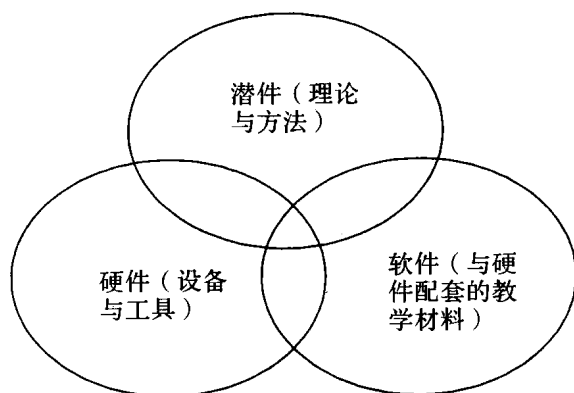 潜件（理论
与方法）
硬件（设备
与工具）
软件（与硬
件配套的教
学材料）